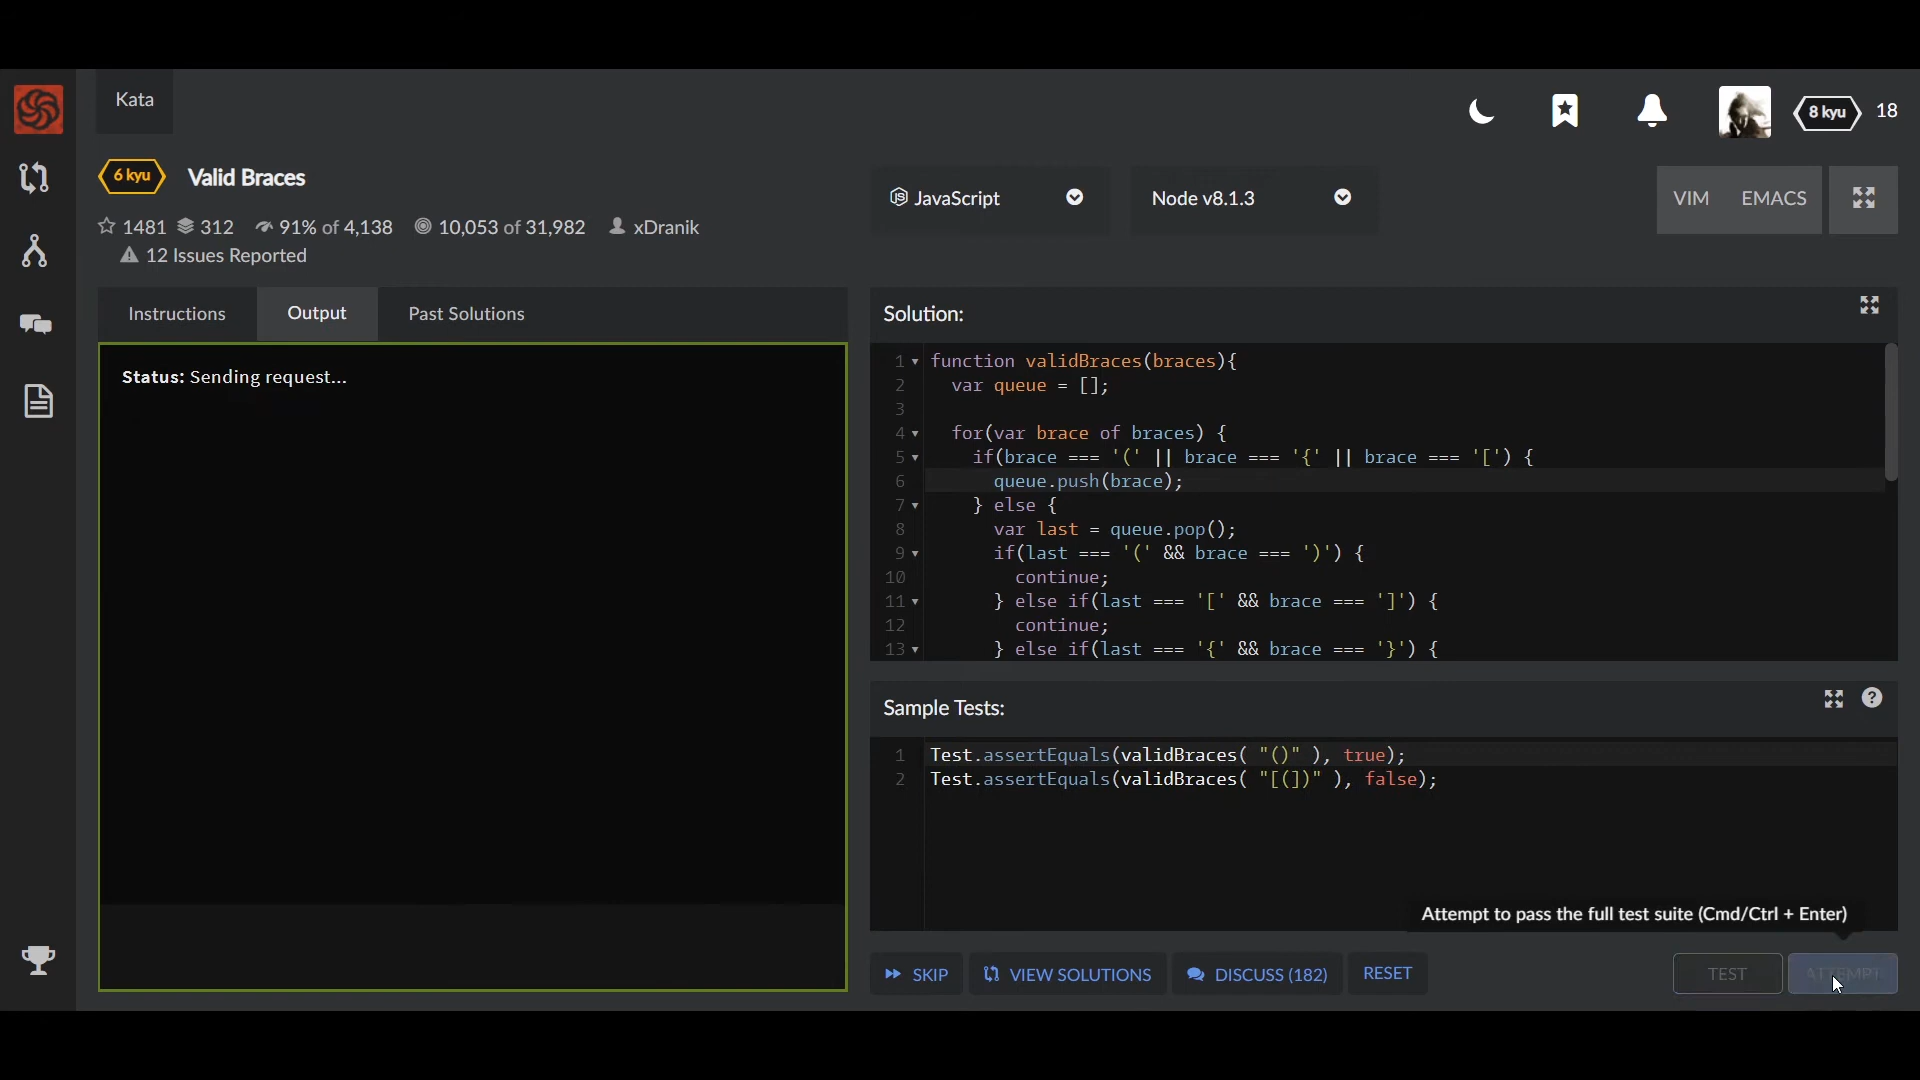 Kata
8 kyu 18
6 kyu Valid Braces
1481 312 91% of 4,138 10,053 of 31,982 xDranik
12 Issues Reported
JavaScript
Node v8.1.3
VIM EMACS
Instructions Output Past Solutions
Status: Sending request...
Solution:
1 function validBraces(braces){
2 var queue = [];
3
4 for(var brace of braces) {
5 if(brace === '(' || brace === '{' || brace === '[') {
6 queue.push(brace);
7 } else {
8 var last = queue.pop();
9 if(last === '(' && brace === ')') {
10 continue;
11 } else if(last === '[' && brace === ']') {
12 continue;
13 } else if(last === '{' && brace === '}') {
Sample Tests:
1 Test.assertEquals(validBraces( "()" ), true);
2 Test.assertEquals(validBraces( "[(])" ), false);
Attempt to pass the full test suite (Cmd/Ctrl + Enter)
SKIP VIEW SOLUTIONS DISCUSS (182) RESET TEST ATTEMPT